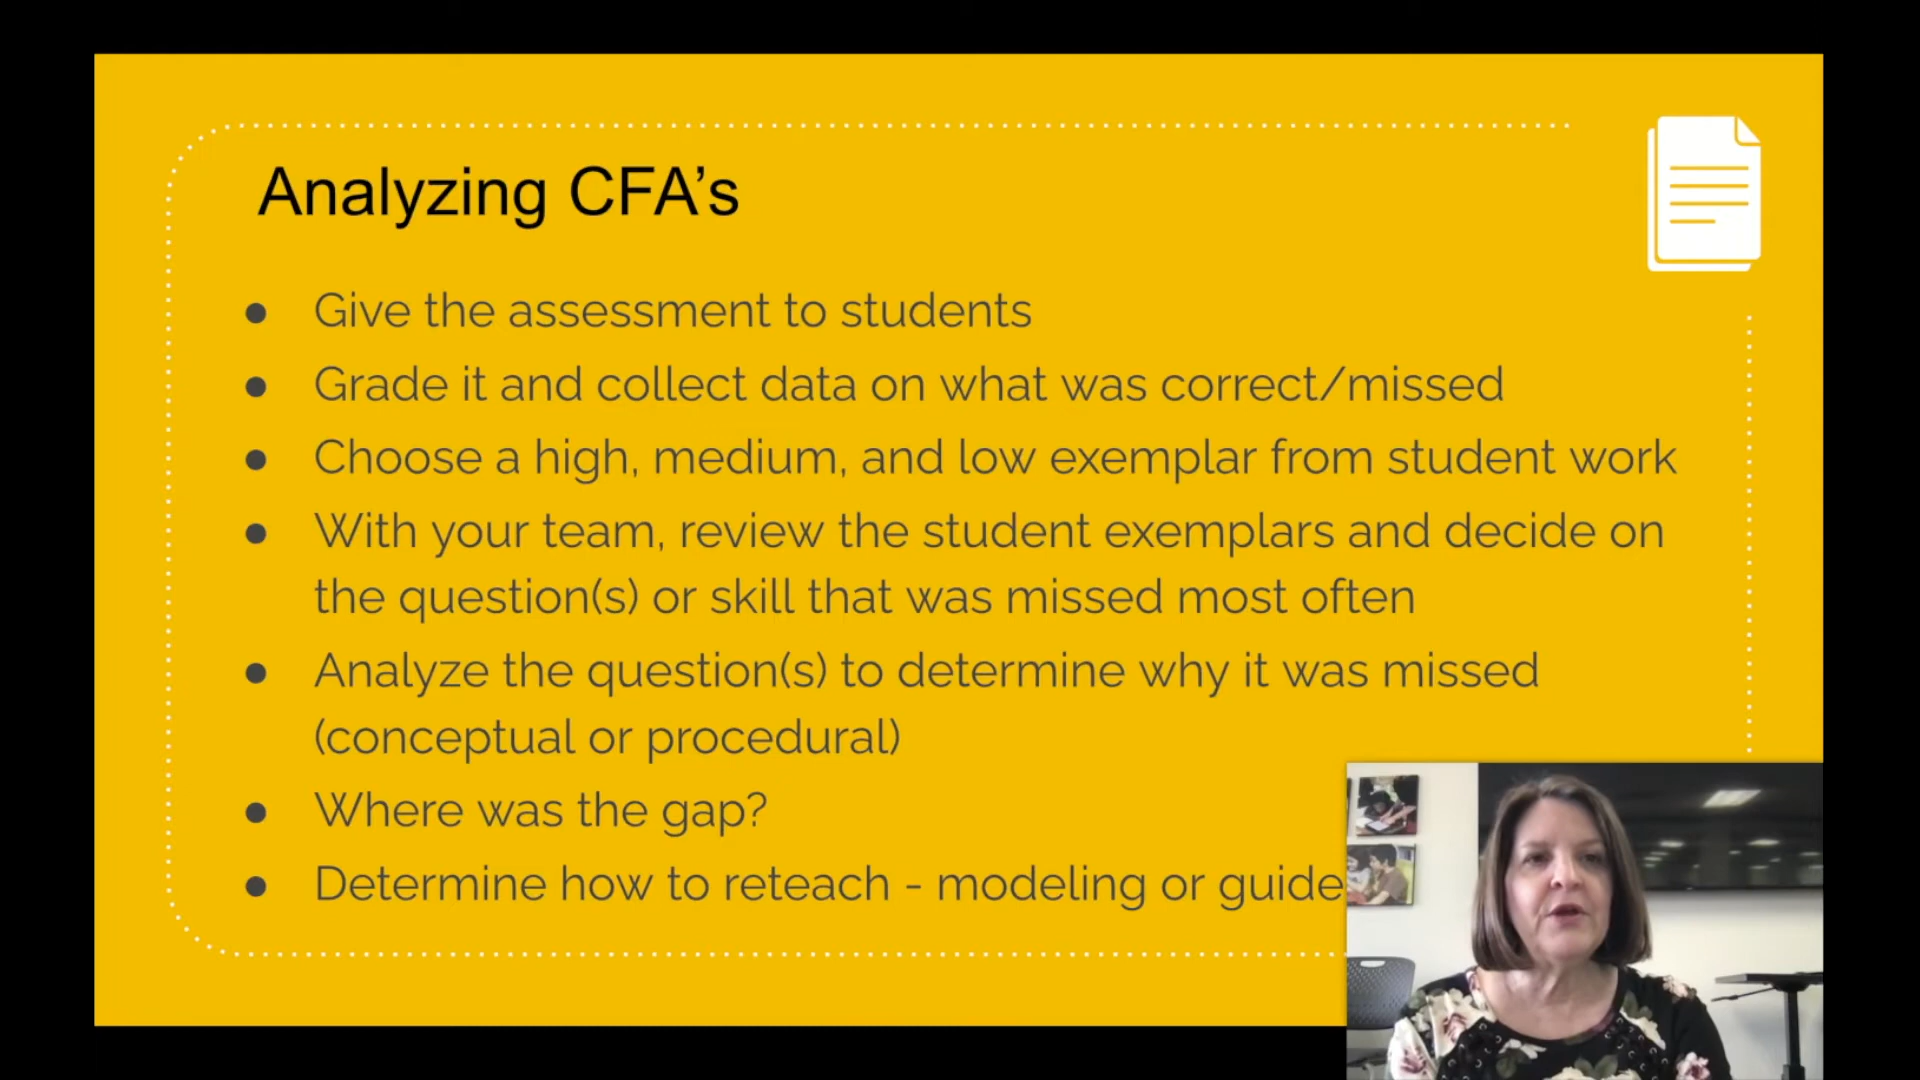 Analyzing CFA’s
● Give the assessment to students
● Grade it and collect data on what was correct/missed
● Choose a high, medium, and low exemplar from student work
● With your team, review the student exemplars and decide on
the question(s) or skill that was missed most often
● Analyze the question(s) to determine why it was missed
(conceptual or procedural)
● Where was the gap?
● Determine how to reteach - modeling or guide